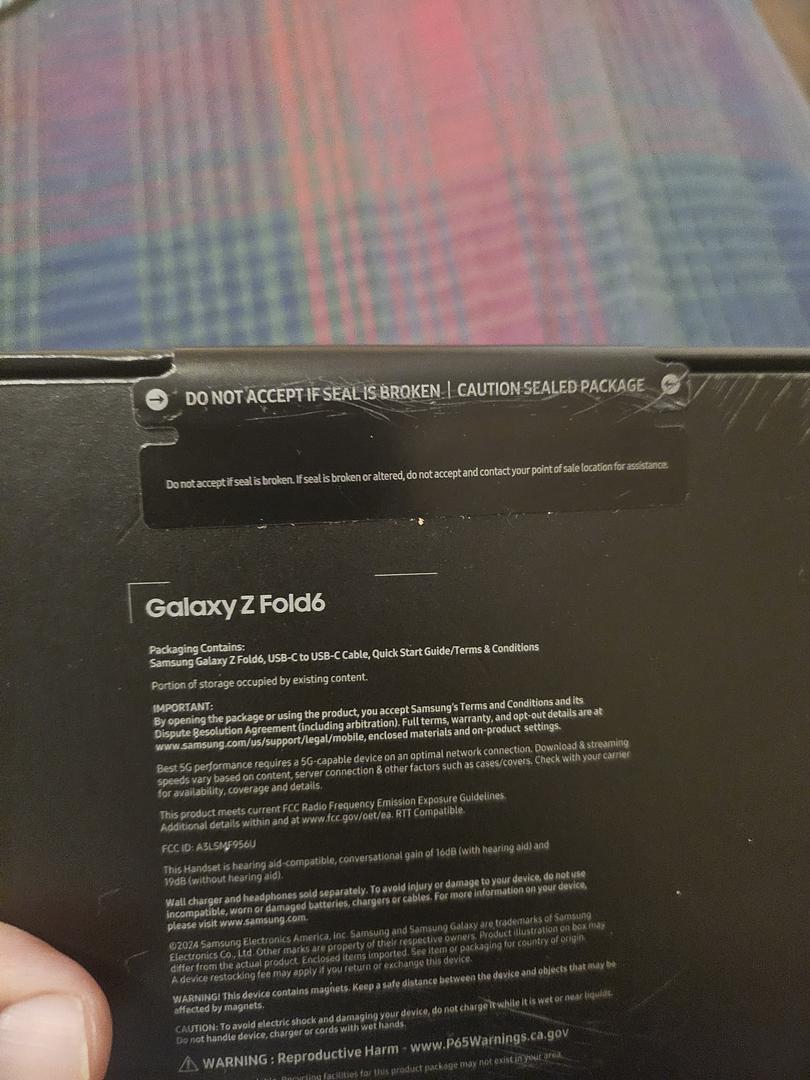 DO NOT ACCEPT IF SEAL IS BROKEN | CAUTION SEALED PACKAGE
Do not accept if seal is broken. If seal is broken or altered, do not accept and contact your point of sale location for assistance.
Galaxy Z Fold6
Packaging Contains:
Samsung Galaxy Z Fold6, USB-C to USB-C Cable, Quick Start Guide/Terms & Conditions
Portion of storage occupied by existing content.
IMPORTANT:
By opening the package or using the product, you accept Samsung's Terms and Conditions and its
Dispute Resolution Agreement (including arbitration). Full terms, warranty, and opt-out details are at
www.samsung.com/us/support/legal/mobile, enclosed materials and on-product settings.
Best 5G performance requires a 5G-capable device on an optimal network connection. Download & streaming
speeds vary based on content, server connection & other factors such as cases/covers. Check with your carrier
for availability, coverage and details.
This product meets current FCC Radio Frequency Emission Exposure Guidelines.
Additional details within and at www.fcc.gov/oet/ea. RTT Compatible.
FCC ID: A3LSMF956U
This Handset is hearing aid-compatible, conversational gain of 16dB (with hearing aid) and
19dB (without hearing aid).
Wall charger and headphones sold separately. To avoid injury or damage to your device, do not use
incompatible, worn or damaged batteries, chargers or cables. For more information on your device,
please visit www.samsung.com.
©2024 Samsung Electronics America, Inc. Samsung and Samsung Galaxy are trademarks of Samsung
Electronics Co., Ltd. Other marks are property of their respective owners. Product illustration on box may
differ from the actual product. Enclosed items imported. See item or packaging for country of origin.
A device restocking fee may apply if you return or exchange this device.
WARNING! This device contains magnets. Keep a safe distance between the device and objects that may be
affected by magnets.
CAUTION: To avoid electric shock and damaging your device, do not charge it while it is wet or near liquids.
Do not handle device, charger or cords with wet hands.
WARNING : Reproductive Harm - www.P65Warnings.ca.gov
Recycling facilities for this product package may not exist in your area.